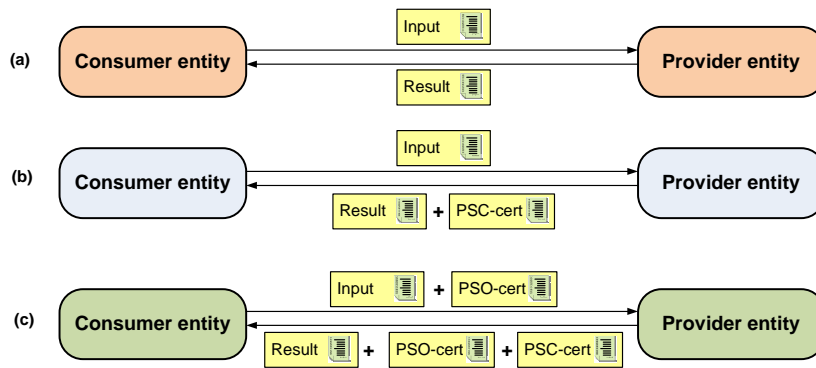 Input
(a) Consumer entity Provider entity
Result
Input
(b) Consumer entity Provider entity
Result + PSC-cert
Input + PSO-cert
(c) Consumer entity Provider entity
Result + PSO-cert + PSC-cert